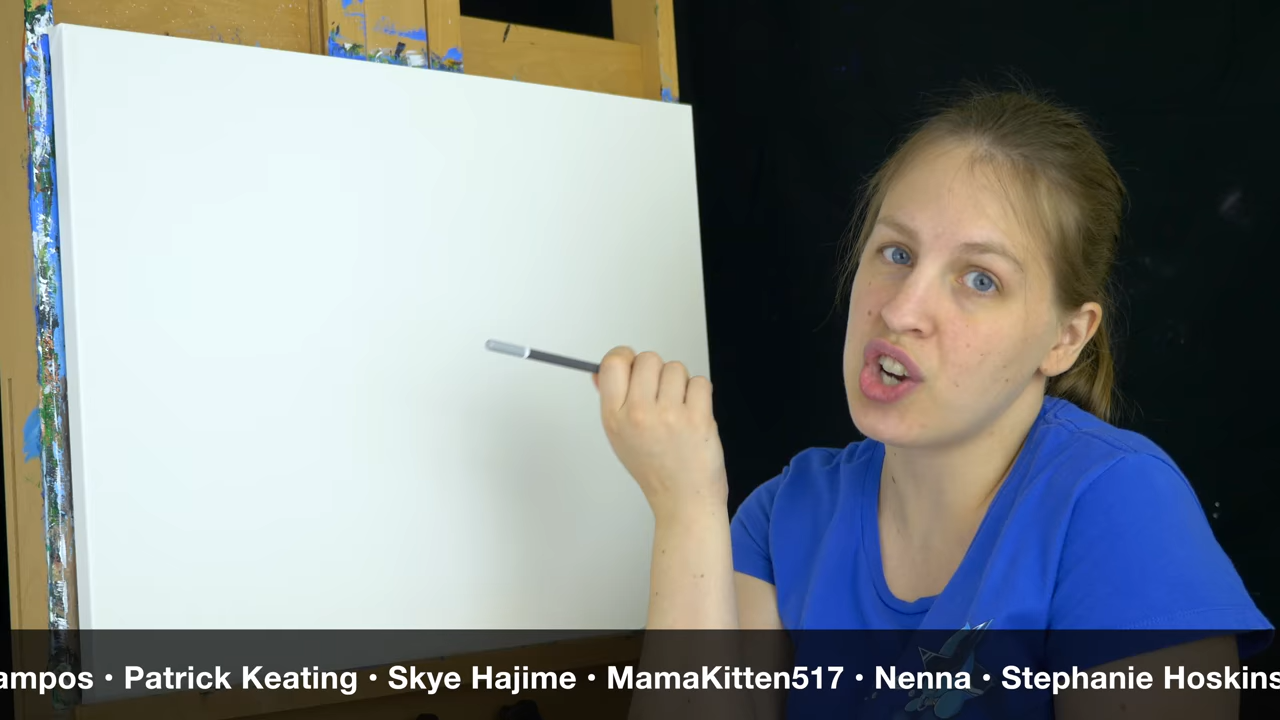 ampos • Patrick Keating • Skye Hajime • MamaKitten517 • Nenna • Stephanie Hoskins